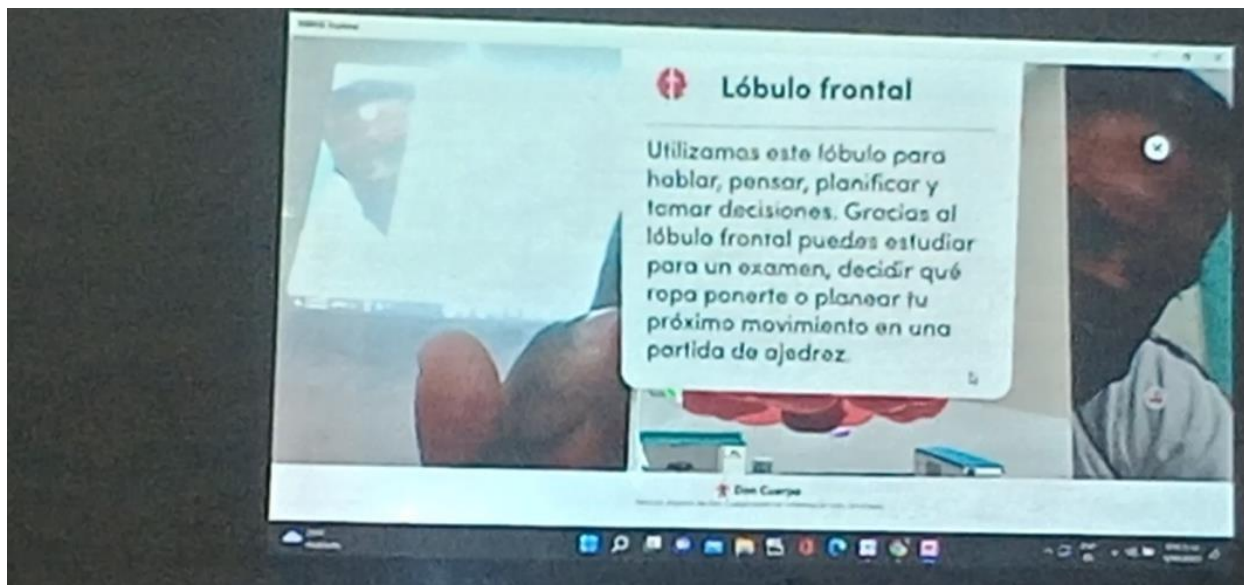 Lóbulo frontal
Utilizamos este lóbulo para
hablar, pensar, planificar y
tomar decisiones. Gracias al
lóbulo frontal puedes estudiar
para un examen, decidir qué
ropa ponerte o planear tu
próximo movimiento en una
partida de ajedrez.
Don Cuerpo